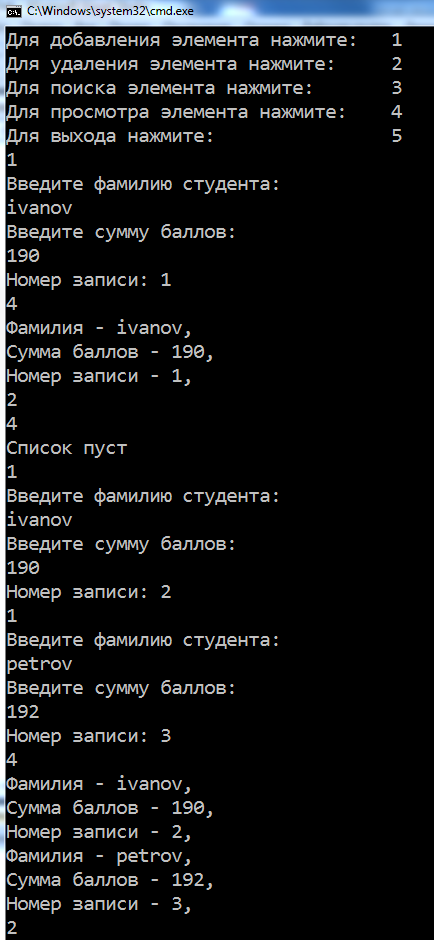 C:\Windows\system32\cmd.exe
Для добавления элемента нажмите: 1
Для удаления элемента нажмите: 2
Для поиска элемента нажмите: 3
Для просмотра элемента нажмите: 4
Для выхода нажмите: 5
1
Введите фамилию студента:
ivanov
Введите сумму баллов:
190
Номер записи: 1
4
Фамилия - ivanov,
Сумма баллов - 190,
Номер записи - 1,
2
4
Список пуст
1
Введите фамилию студента:
ivanov
Введите сумму баллов:
190
Номер записи: 2
1
Введите фамилию студента:
petrov
Введите сумму баллов:
192
Номер записи: 3
4
Фамилия - ivanov,
Сумма баллов - 190,
Номер записи - 2,
Фамилия - petrov,
Сумма баллов - 192,
Номер записи - 3,
2